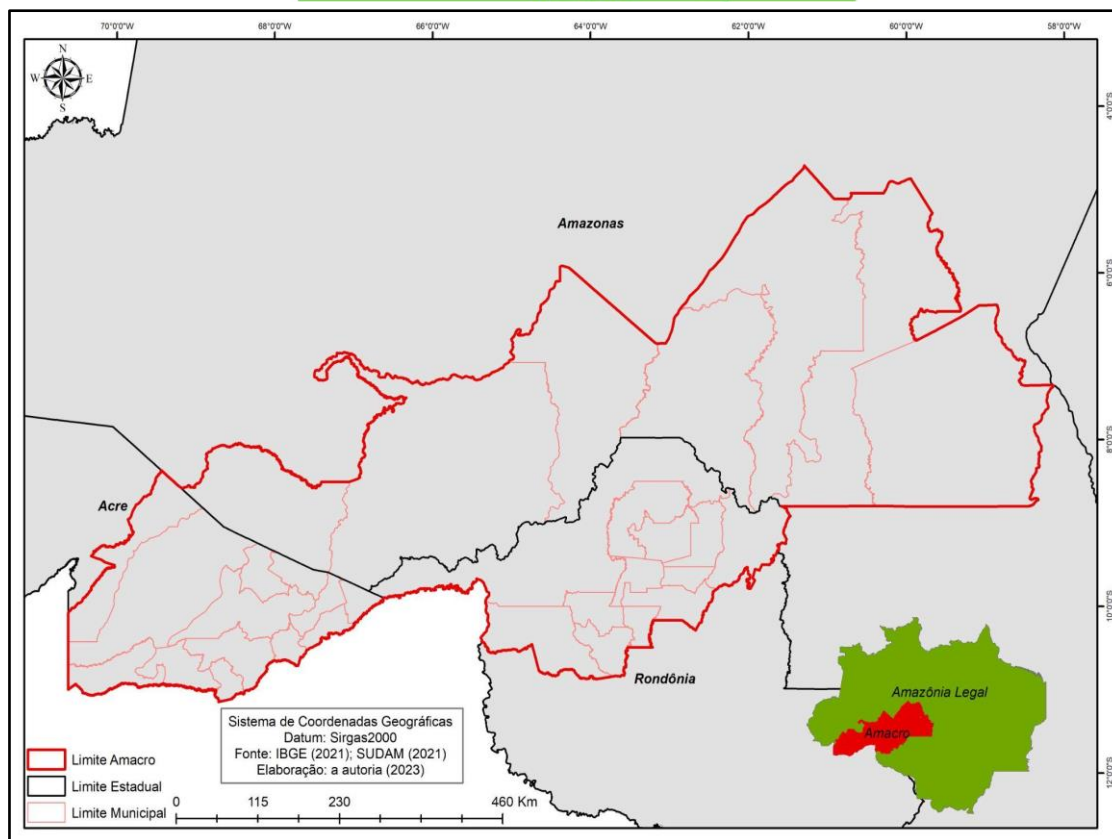 70°0'0"W 68°0'0"W 66°0'0"W 64°0'0"W 62°0'0"W 60°0'0"W 58°0'0"W
N
W E
S
4°0'0"S
6°0'0"S
8°0'0"S
10°0'0"S
12°0'0"S
Amazonas
Acre
Rondônia
Amazônia Legal
Amacro
Sistema de Coordenadas Geográficas
Datum: Sirgas2000
Fonte: IBGE (2021); SUDAM (2021)
Elaboração: a autoria (2023)
Limite Amacro
Limite Estadual
Limite Municipal
0 115 230 460 Km